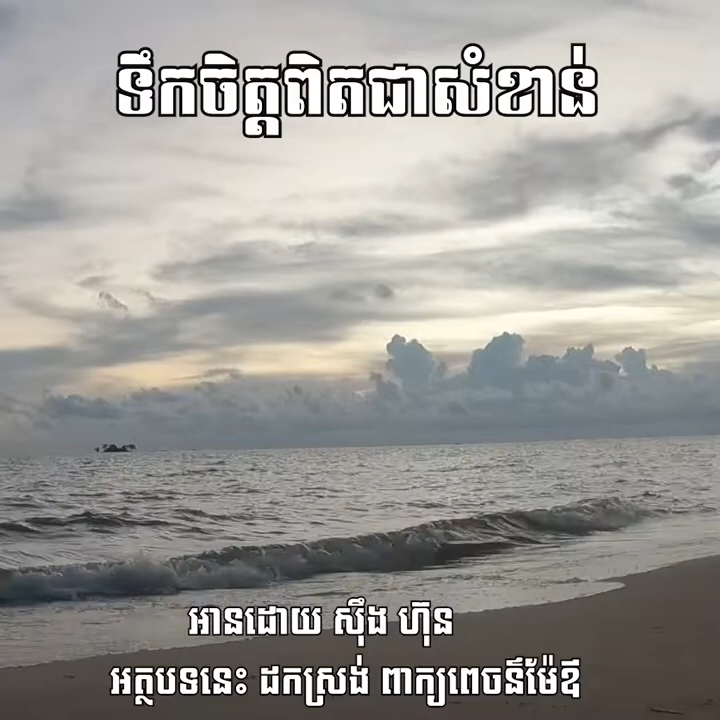 ទឹកចិត្តពិតជាសំខាន់
អានដោយ ស៊ឹង ហ៊ុន
អត្ថបទនេះ ដកស្រង់ ពាក្យពេចនីម៉ែឪ